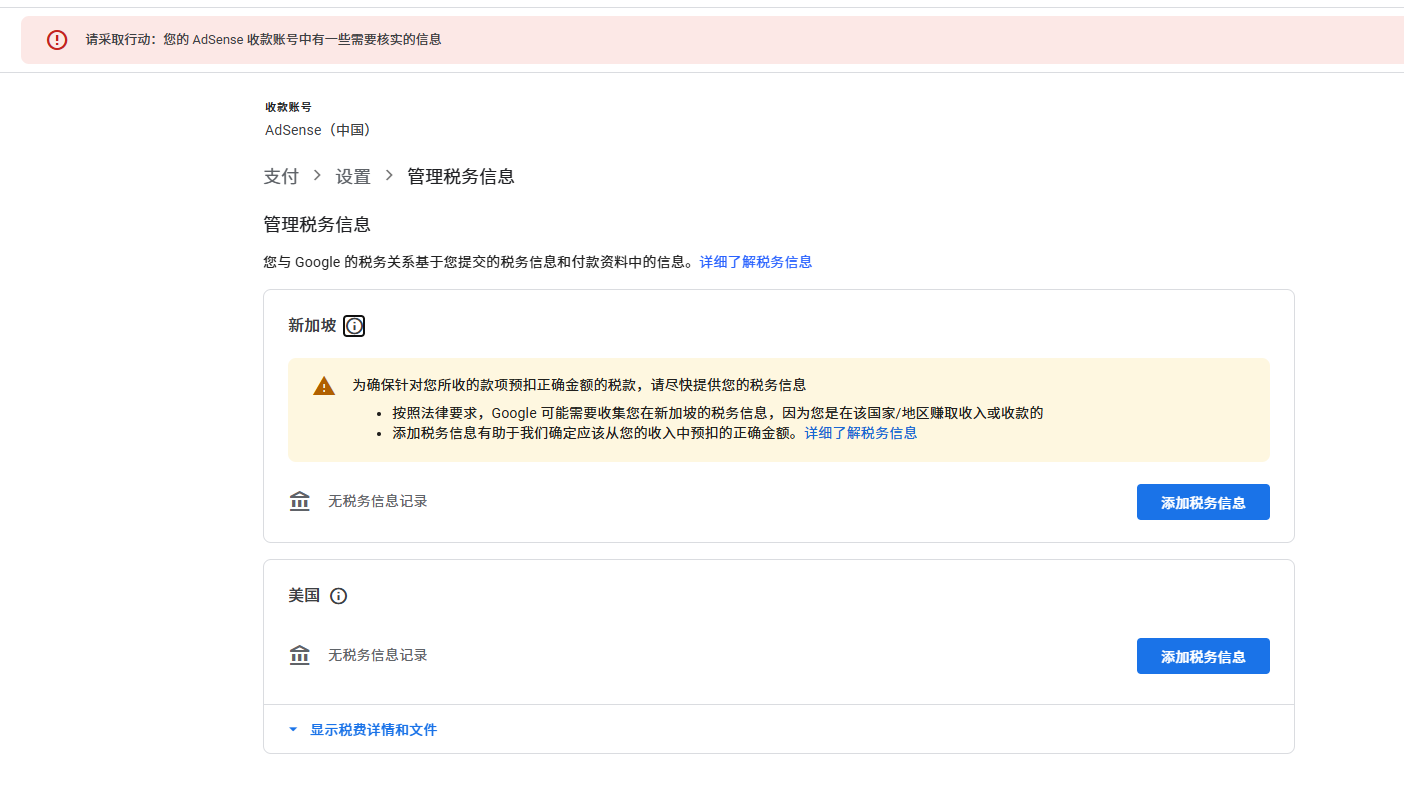 请采取行动：您的 AdSense 收款账号中有一些需要核实的信息
收款账号
AdSense（中国）
支付 > 设置 > 管理税务信息
管理税务信息
您与 Google 的税务关系基于您提交的税务信息和付款资料中的信息。详细了解税务信息
新加坡
为确保针对您所收的款项预扣正确金额的税款，请尽快提供您的税务信息
• 按照法律要求，Google 可能需要收集您在新加坡的税务信息，因为您是在该国家/地区赚取收入或收款的
• 添加税务信息有助于我们确定应该从您的收入中预扣的正确金额。详细了解税务信息
无税务信息记录 添加税务信息
美国
无税务信息记录 添加税务信息
显示税费详情和文件